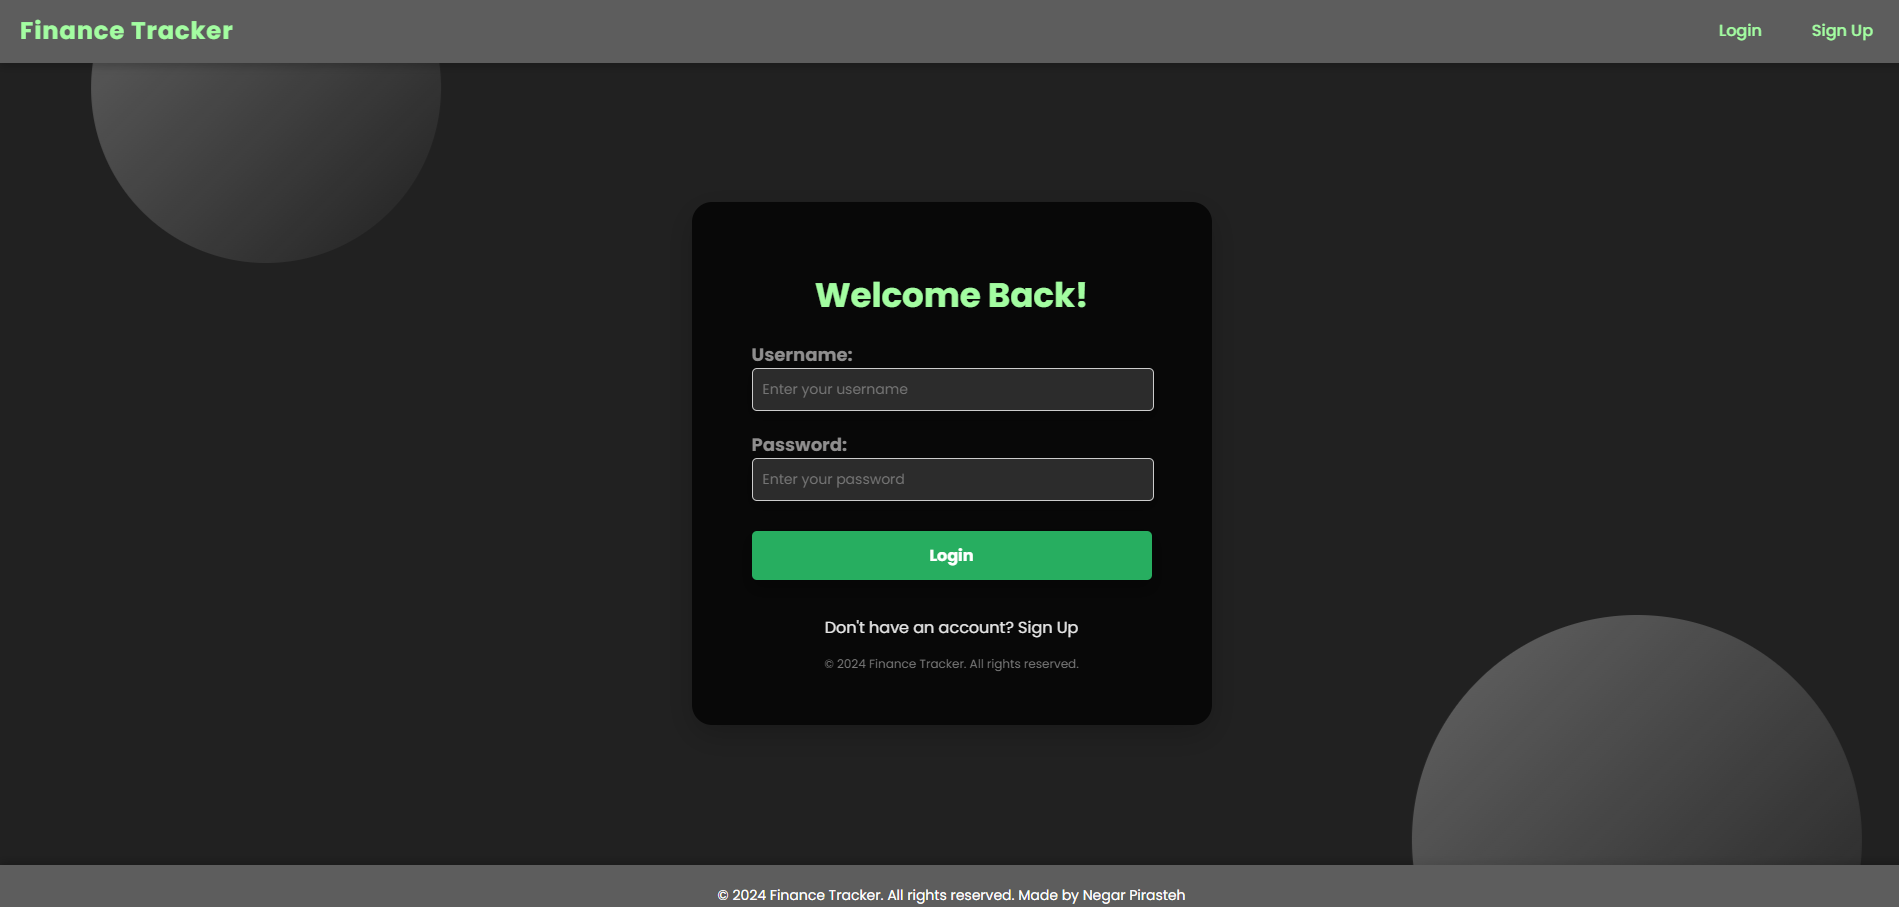 Finance Tracker
Login
Sign Up
Welcome Back!
Username:
Enter your username
Password:
Enter your password
Login
Don't have an account? Sign Up
© 2024 Finance Tracker. All rights reserved.
© 2024 Finance Tracker. All rights reserved. Made by Negar Pirasteh